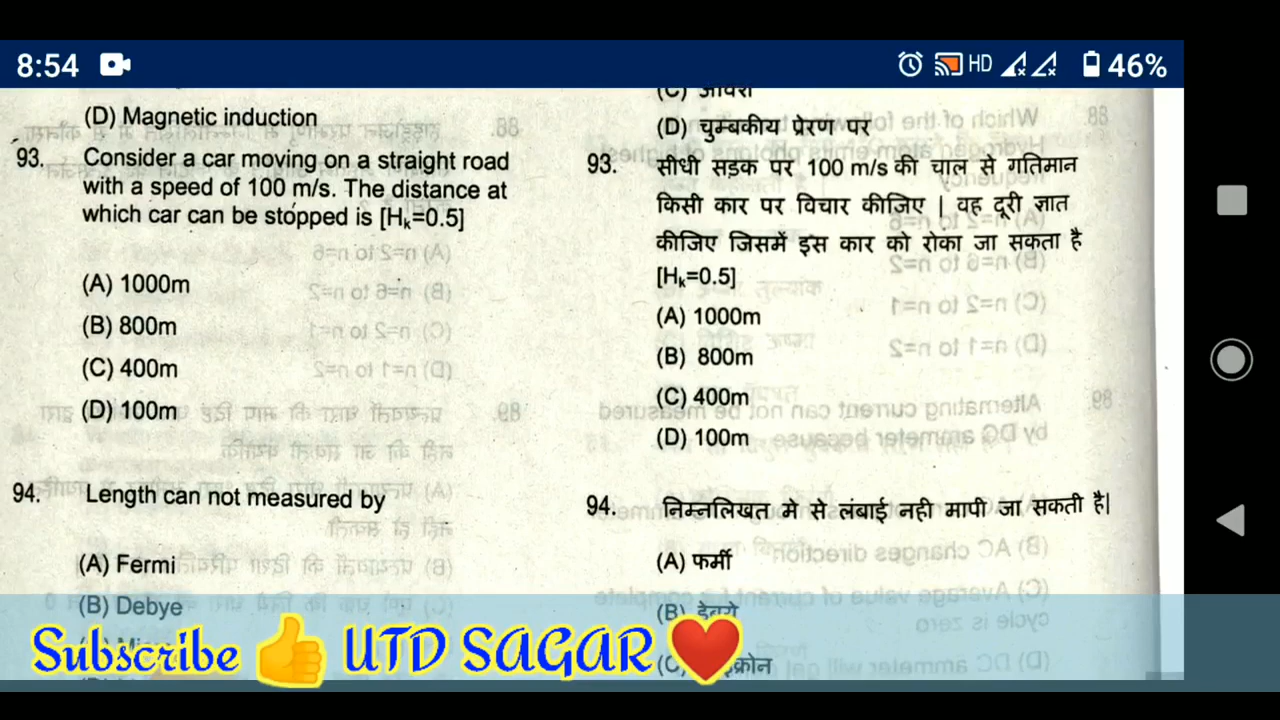 8:54
HD
46%
(D) Magnetic induction
93. Consider a car moving on a straight road
with a speed of 100 m/s. The distance at
which car can be stopped is [Hₖ=0.5]
(A) 1000m
(B) 800m
(C) 400m
(D) 100m
94. Length can not measured by
(A) Fermi
(B) Debye
(D) चुम्बकीय प्रेरण पर
93. सीधी सड़क पर 100 m/s की चाल से गतिमान
किसी कार पर विचार कीजिए | वह दूरी ज्ञात
कीजिए जिसमें इस कार को रोका जा सकता है
[Hₖ=0.5]
(A) 1000m
(B) 800m
(C) 400m
(D) 100m
94. निम्नलिखत मे से लंबाई नही मापी जा सकती है|
(A) फर्मी
(B) डेबये
Subscribe 👍 UTD SAGAR ❤️